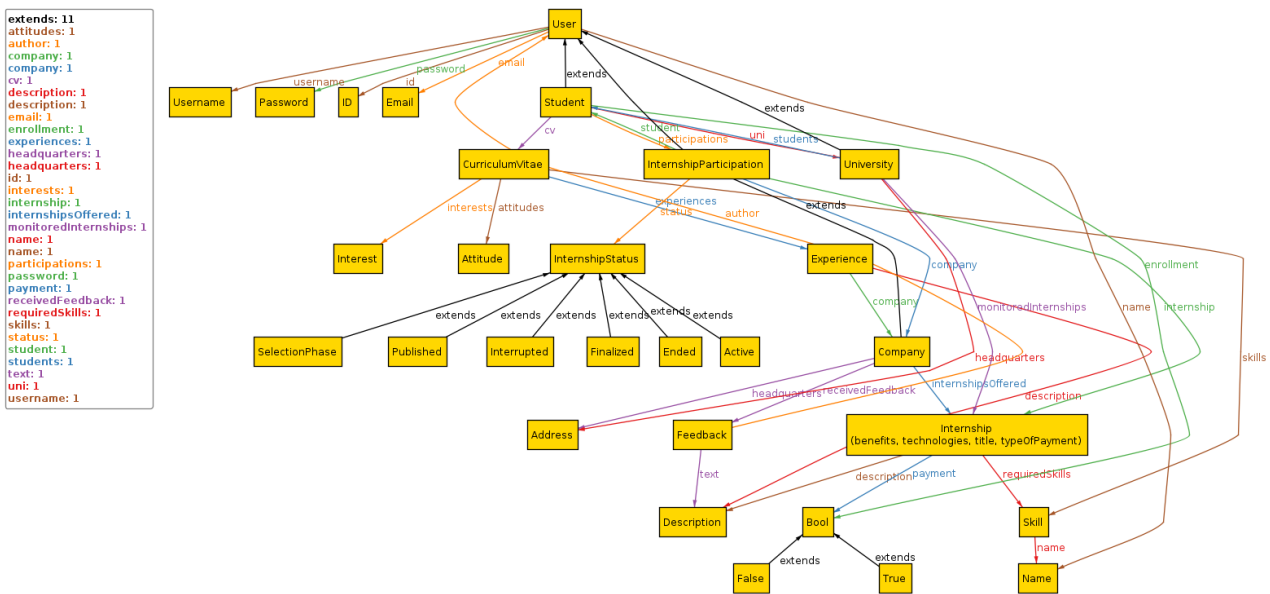 extends: 11
attitudes: 1
author: 1
company: 1
company: 1
cv: 1
description: 1
description: 1
email: 1
enrollment: 1
experiences: 1
headquarters: 1
headquarters: 1
id: 1
interests: 1
internship: 1
internshipsOffered: 1
monitoredInternships: 1
name: 1
name: 1
participations: 1
password: 1
payment: 1
receivedFeedback: 1
requiredSkills: 1
skills: 1
status: 1
student: 1
students: 1
text: 1
uni: 1
username: 1
User
email
password
extends
username
id
extends
Username
Password
ID
Email
Student
student
uni
students
participations
cv
CurriculumVitae
InternshipParticipation
University
experiences
extends
interests
attitudes
status
author
Interest
Attitude
InternshipStatus
Experience
company
enrollment
company
monitoredInternships
name
internship
extends
extends
extends
extends
extends
extends
SelectionPhase
Published
Interrupted
Finalized
Ended
Active
Company
headquarters
skills
internshipsOffered
headquarters
receivedFeedback
description
Address
Feedback
Internship
(benefits, technologies, title, typeOfPayment)
text
description
payment
requiredSkills
Description
Bool
Skill
name
extends
extends
False
True
Name